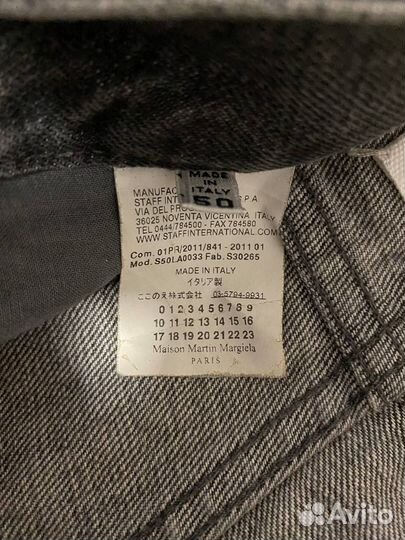 MADE
IN
ITALY
50
MANUFAC
STAFF INT S.P.A
VIA DEL PROG
36025 NOVENTA VICENTINA ITALY
TEL 0444/784500 - FAX 784580
WWW.STAFFINTERNATIONAL.COM
Com. 01PR/2011/841 - 2011 01
Mod. S50LA0033 Fab. S30265
MADE IN ITALY
イタリア製
ここのえ株式会社 03-5794-9931
0 1 2 3 4 5 6 7 8 9
10 11 12 13 14 15 16
17 18 19 20 21 22 23
Maison Martin Margiela
PARIS
Avito